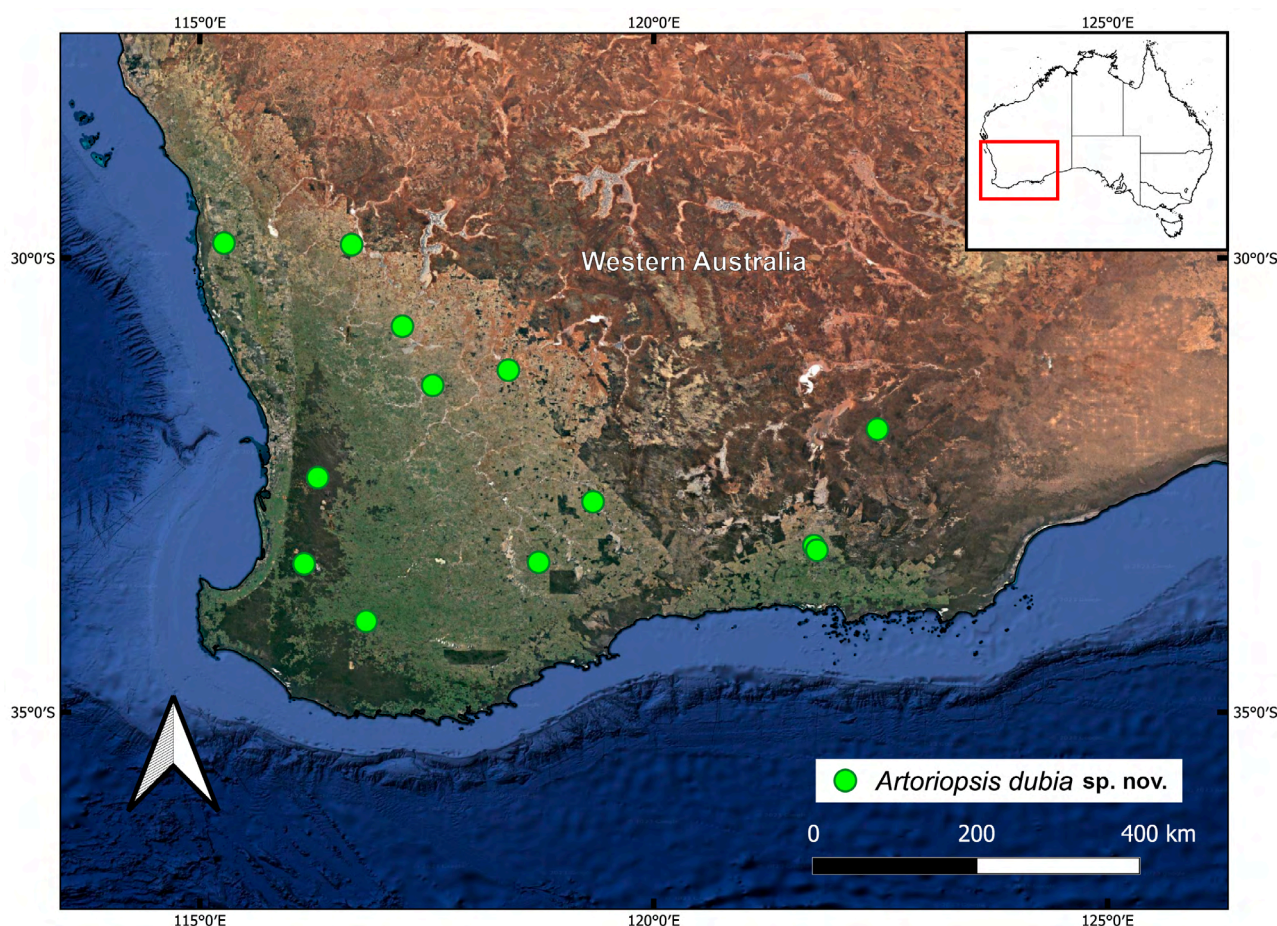 115°0′E 120°0′E 125°0′E
30°0′S Western Australia 30°0′S
35°0′S 35°0′S
Artoriopsis dubia sp. nov.
0 200 400 km
115°0′E 120°0′E 125°0′E